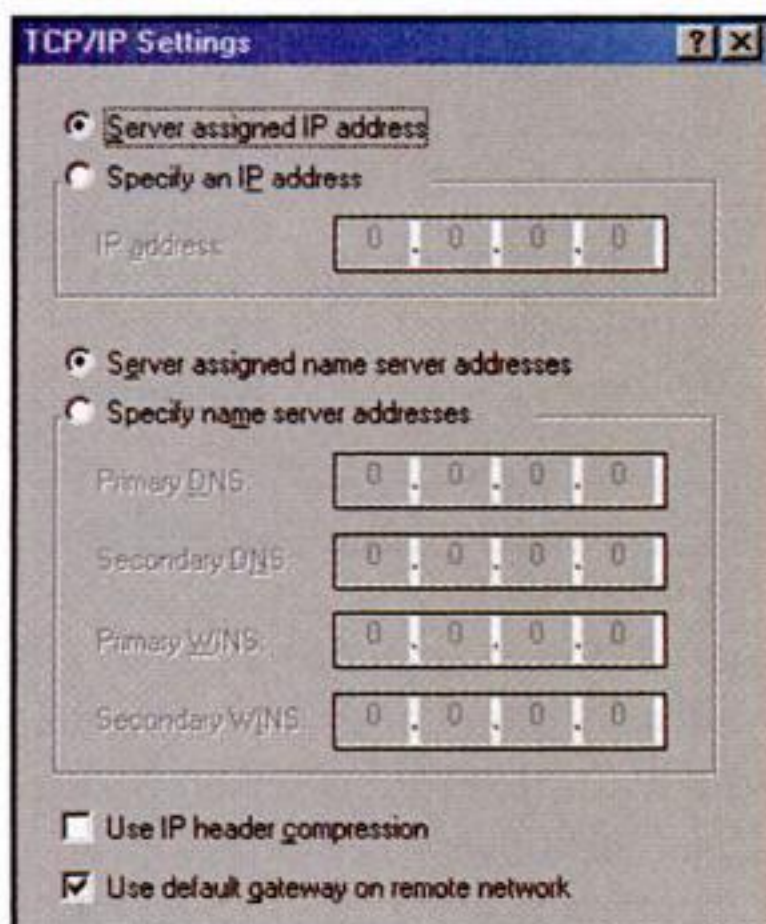 TCP/IP Settings
Server assigned IP address
Specify an IP address
IP address: 0 . 0 . 0 . 0
Server assigned name server addresses
Specify name server addresses
Primary DNS: 0 . 0 . 0 . 0
Secondary DNS: 0 . 0 . 0 . 0
Primary WINS: 0 . 0 . 0 . 0
Secondary WINS: 0 . 0 . 0 . 0
Use IP header compression
Use default gateway on remote network